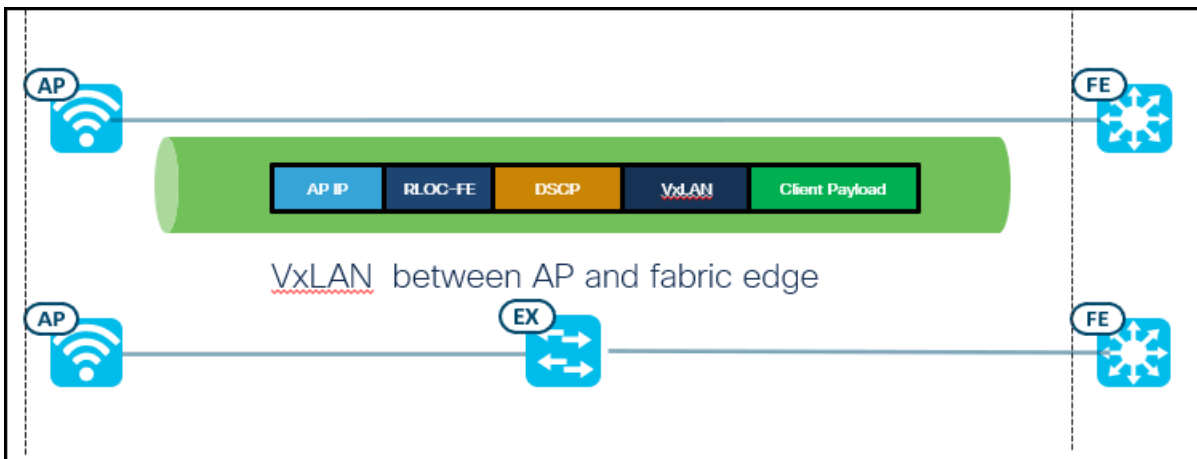 AP
FE
AP IP RLOC-FE DSCP VxLAN Client Payload
VxLAN between AP and fabric edge
AP
EX
FE